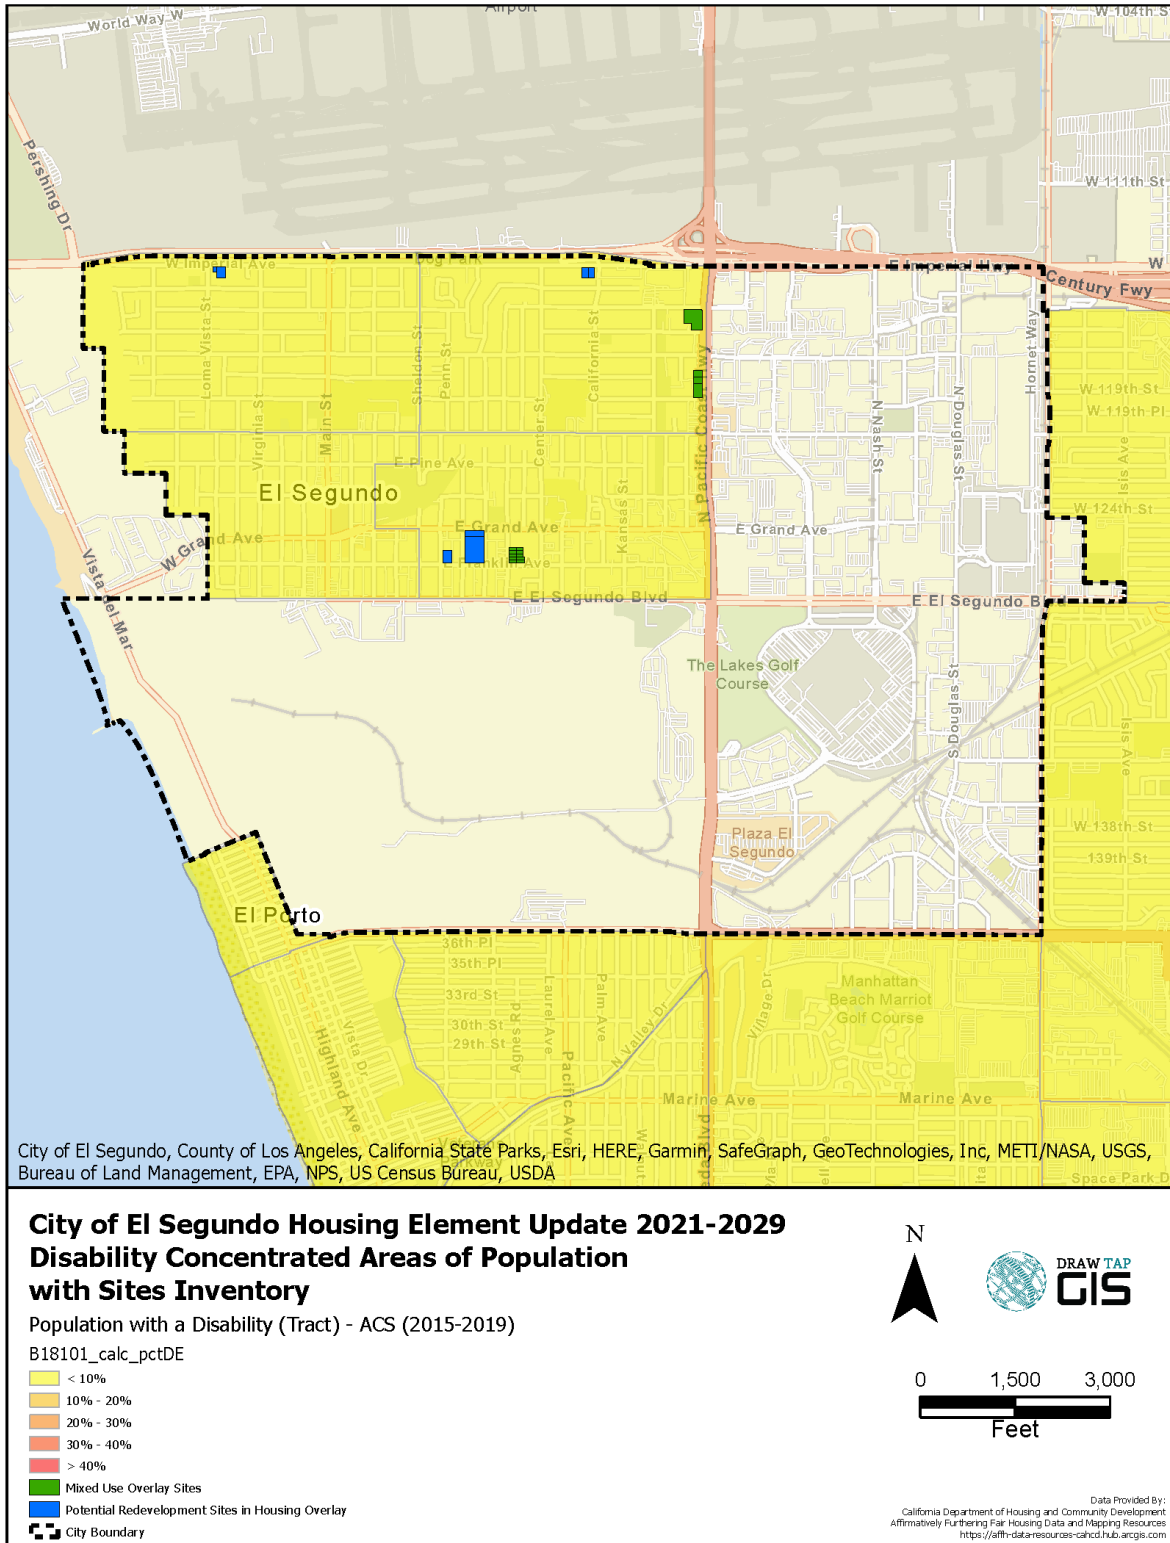 Airport
World Way W
W 104th St
Pershing Dr
W 111th St
W Imperial Ave
Dog Park
E Imperial Hwy
W
Century Fwy
Hornet Way
Loma Vista St
Sheldon St
Penn St
California St
N Pacific Coast Hwy
W 119th St
W 119th Pl
N Nash St
N Douglas St
Isis Ave
Virginia St
Main St
Center St
E Pine Ave
El Segundo
Kansas St
W 124th St
E Grand Ave
E Grand Ave
W Grand Ave
Franklin Ave
Vista del Mar
E El Segundo Blvd
E El Segundo B
The Lakes Golf
Course
S Douglas St
Isis Ave
Plaza El
Segundo
W 138th St
139th St
El Porto
36th Pl
35th Pl
33rd St
30th St
29th St
Agnes Rd
Laurel Ave
Palm Ave
N Valley Dr
Village Dr
Manhattan
Beach Marriot
Golf Course
Vista Dr
Highland Ave
Pacific Ave
Marine Ave
Marine Ave
Veterans
Parkway
Space Park D
City of El Segundo, County of Los Angeles, California State Parks, Esri, HERE, Garmin, SafeGraph, GeoTechnologies, Inc, METI/NASA, USGS,
Bureau of Land Management, EPA, NPS, US Census Bureau, USDA
City of El Segundo Housing Element Update 2021-2029
Disability Concentrated Areas of Population
with Sites Inventory
Population with a Disability (Tract) - ACS (2015-2019)
B18101_calc_pctDE
< 10%
10% - 20%
20% - 30%
30% - 40%
> 40%
Mixed Use Overlay Sites
Potential Redevelopment Sites in Housing Overlay
City Boundary
N
DRAW TAP
GIS
0 1,500 3,000
Feet
Data Provided By:
California Department of Housing and Community Development
Affirmatively Furthering Fair Housing Data and Mapping Resources
https://affh-data-resources-cahcd.hub.arcgis.com